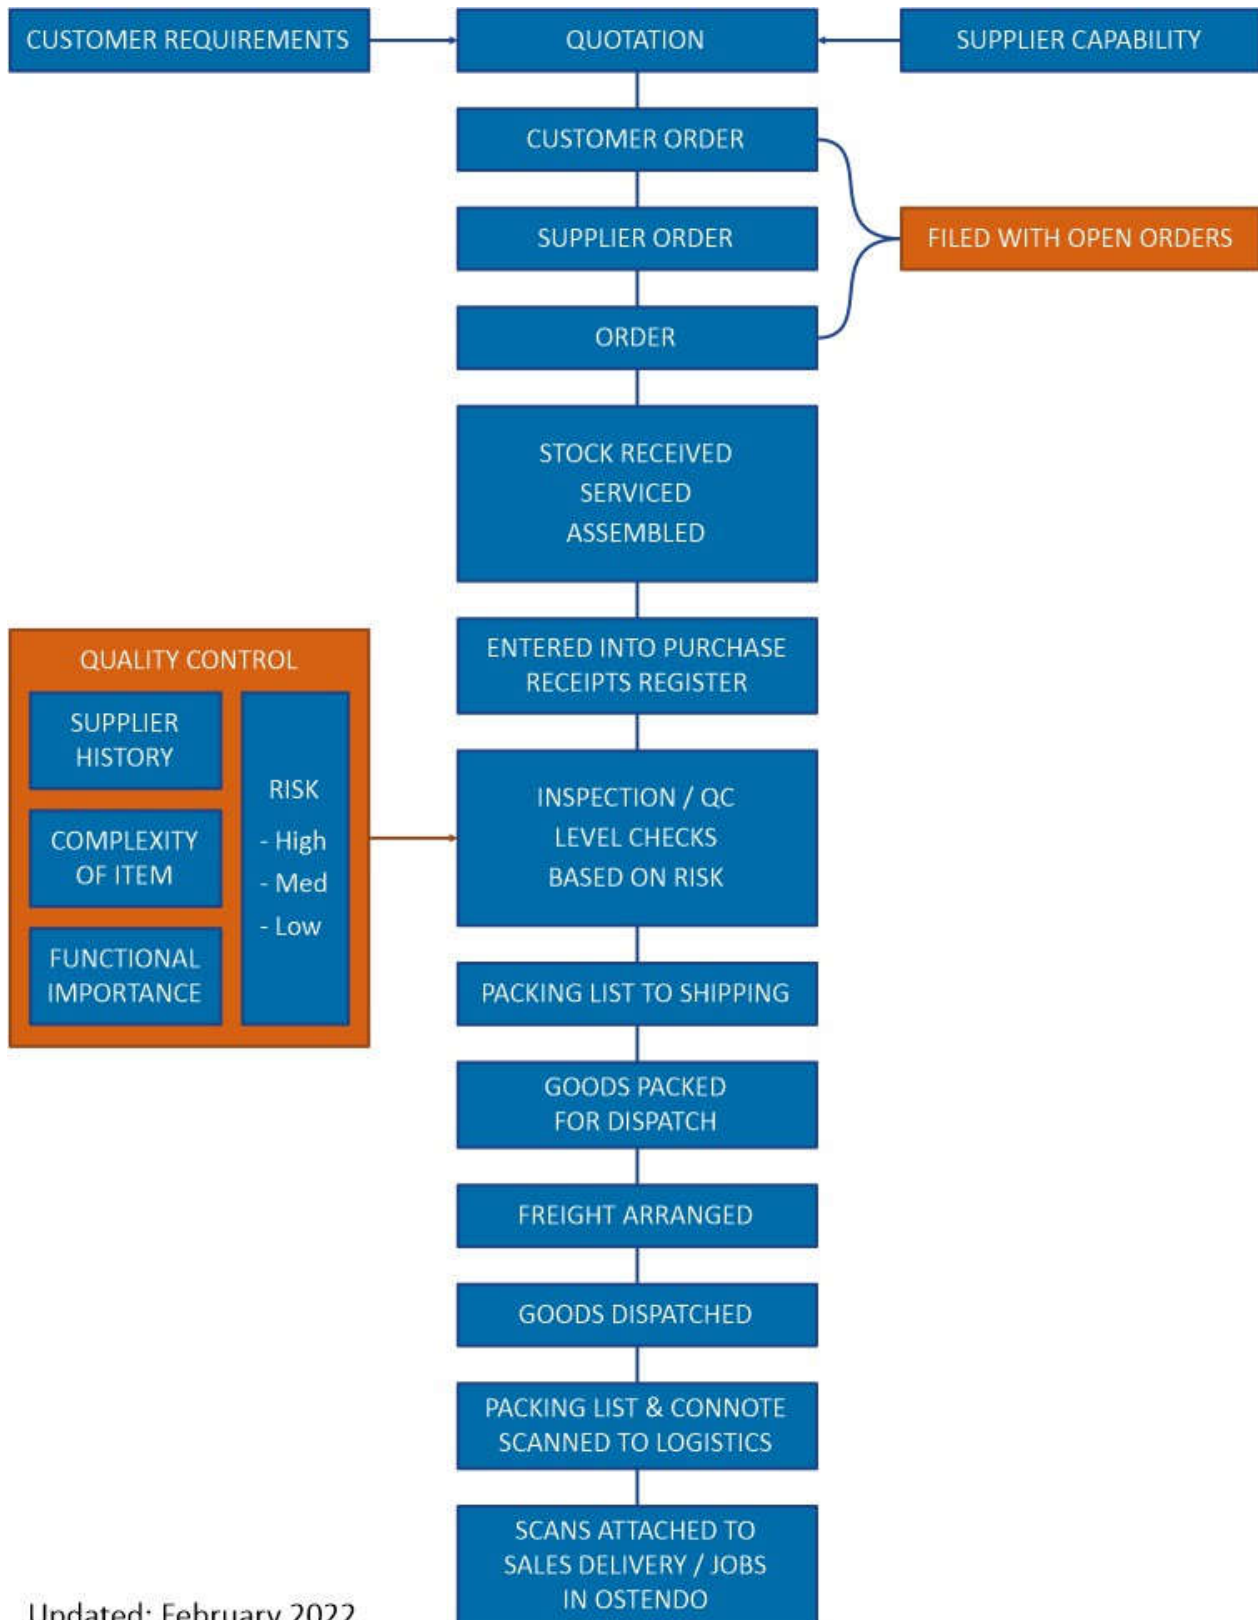 CUSTOMER REQUIREMENTS
QUOTATION
SUPPLIER CAPABILITY
CUSTOMER ORDER
SUPPLIER ORDER
FILED WITH OPEN ORDERS
ORDER
STOCK RECEIVED
SERVICED
ASSEMBLED
ENTERED INTO PURCHASE
RECEIPTS REGISTER
QUALITY CONTROL
SUPPLIER
HISTORY
COMPLEXITY
OF ITEM
FUNCTIONAL
IMPORTANCE
RISK
- High
- Med
- Low
INSPECTION / QC
LEVEL CHECKS
BASED ON RISK
PACKING LIST TO SHIPPING
GOODS PACKED
FOR DISPATCH
FREIGHT ARRANGED
GOODS DISPATCHED
PACKING LIST & CONNOTE
SCANNED TO LOGISTICS
SCANS ATTACHED TO
SALES DELIVERY / JOBS
IN OSTENDO
Updated: February 2022